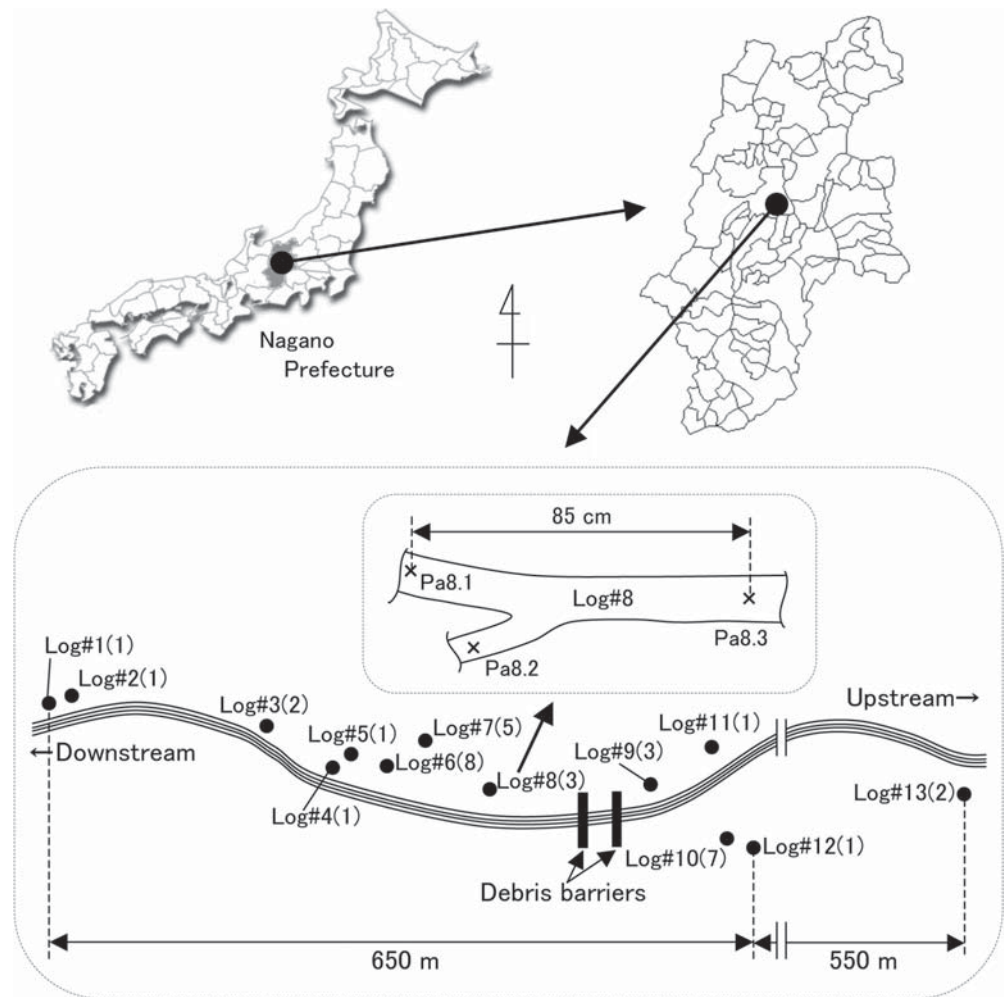 Nagano
Prefecture
85 cm
Pa8.1
Log#8
Pa8.2
Pa8.3
Log#1(1)
Log#2(1)
Upstream→
Log#3(2)
Log#7(5)
Log#11(1)
←Downstream
Log#5(1)
Log#6(8)
Log#9(3)
Log#8(3)
Log#4(1)
Log#13(2)
Log#10(7)
Log#12(1)
Debris barriers
650 m
550 m